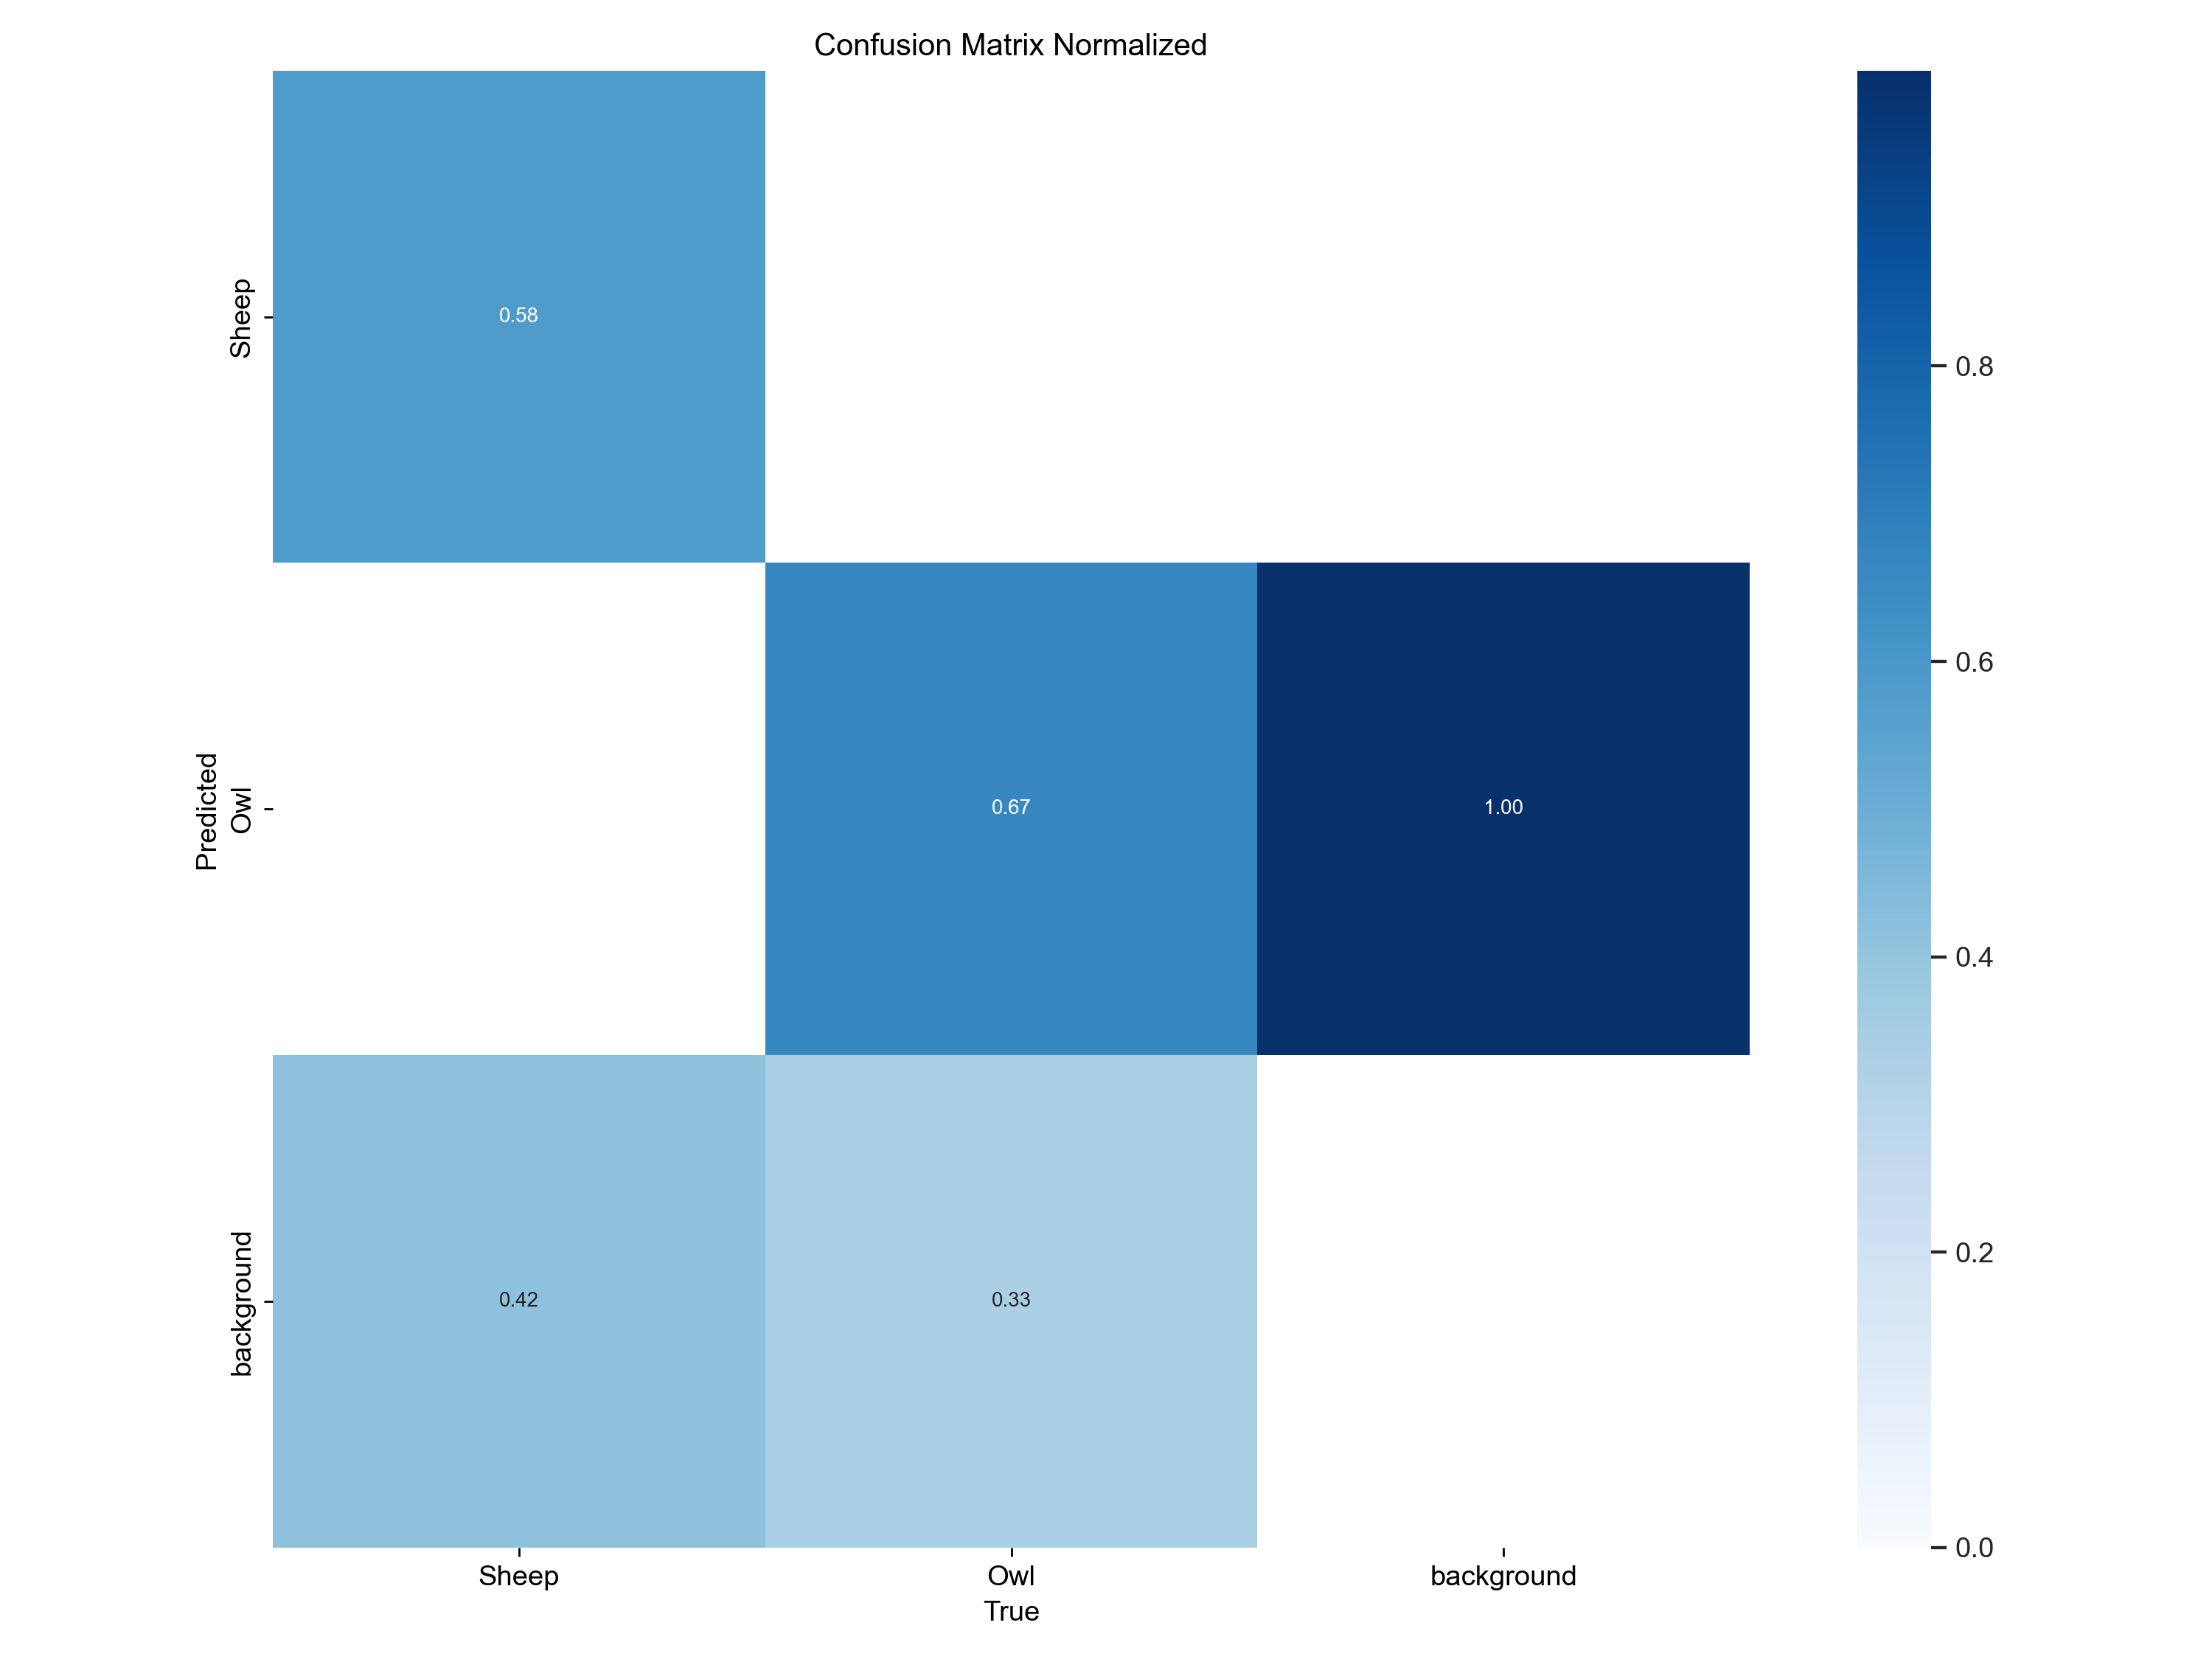 Confusion Matrix Normalized
Sheep
0.58
0.8
0.6
Predicted
Owl
0.67
1.00
0.4
background
0.42
0.33
0.2
0.0
Sheep
Owl
background
True